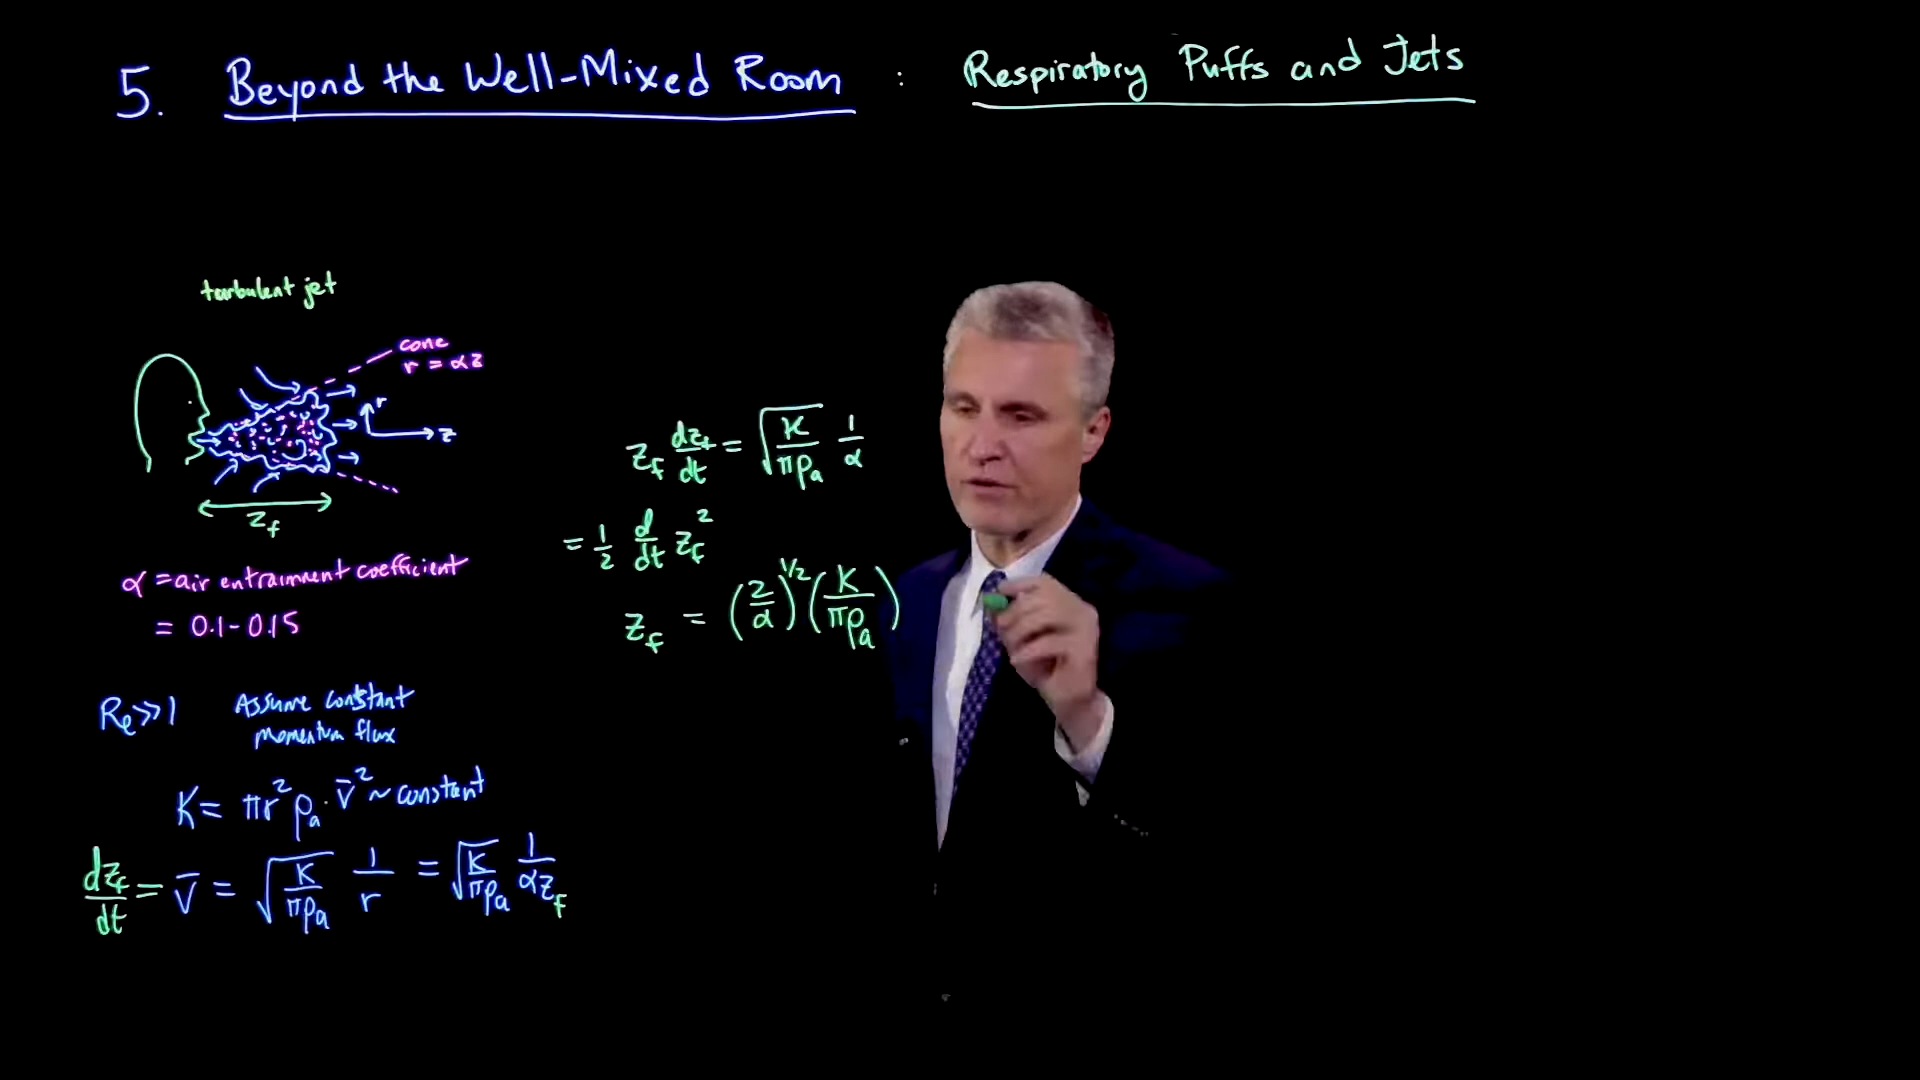 5. Beyond the Well-Mixed Room : Respiratory Puffs and Jets
turbulent jet
cone
r = αz
r
z
z_f
α = air entrainment coefficient
= 0.1-0.15
Re>>1 Assume constant
momentum flux
K = πr² ρ_a · v̄² ~ constant
dz_f/dt = v̄ = √(K/πρ_a) 1/r = √(K/πρ_a) 1/αz_f
z_f dz_f/dt = √(K/πρ_a) 1/α
= 1/2 d/dt z_f²
z_f = (2/α)^1/2 (K/πρ_a)